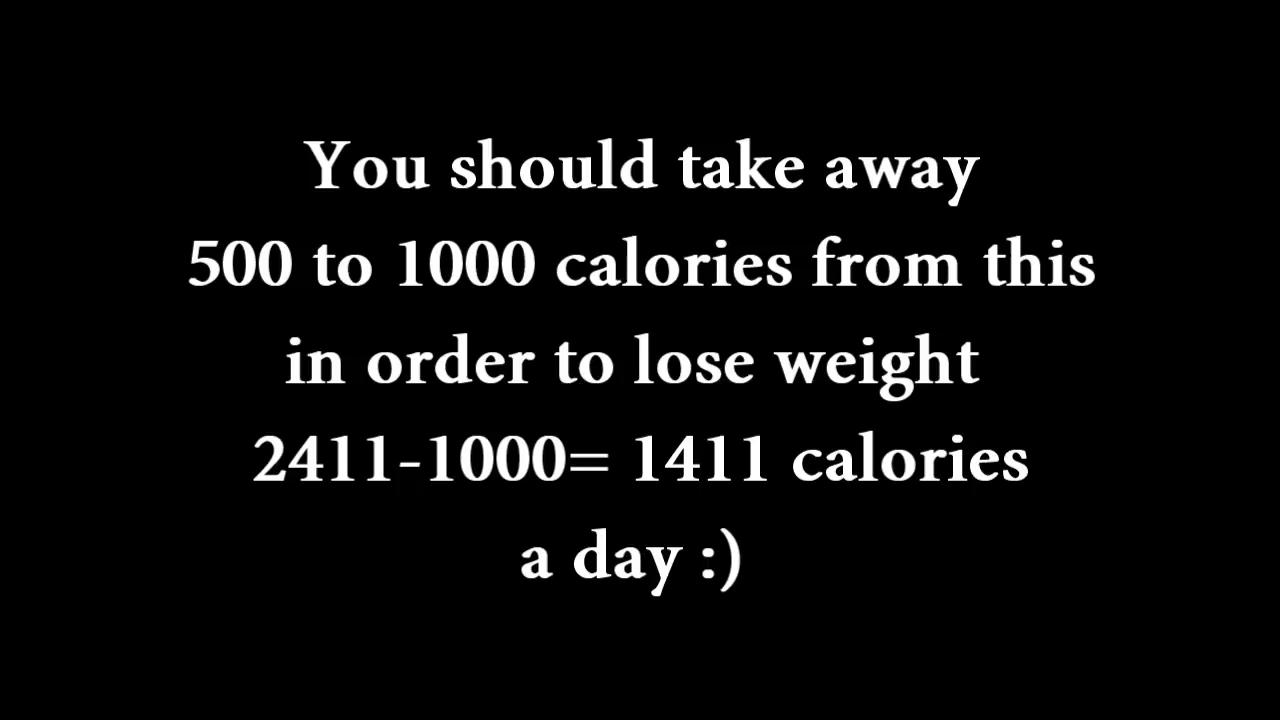 You should take away
500 to 1000 calories from this
in order to lose weight
2411-1000= 1411 calories
a day :)